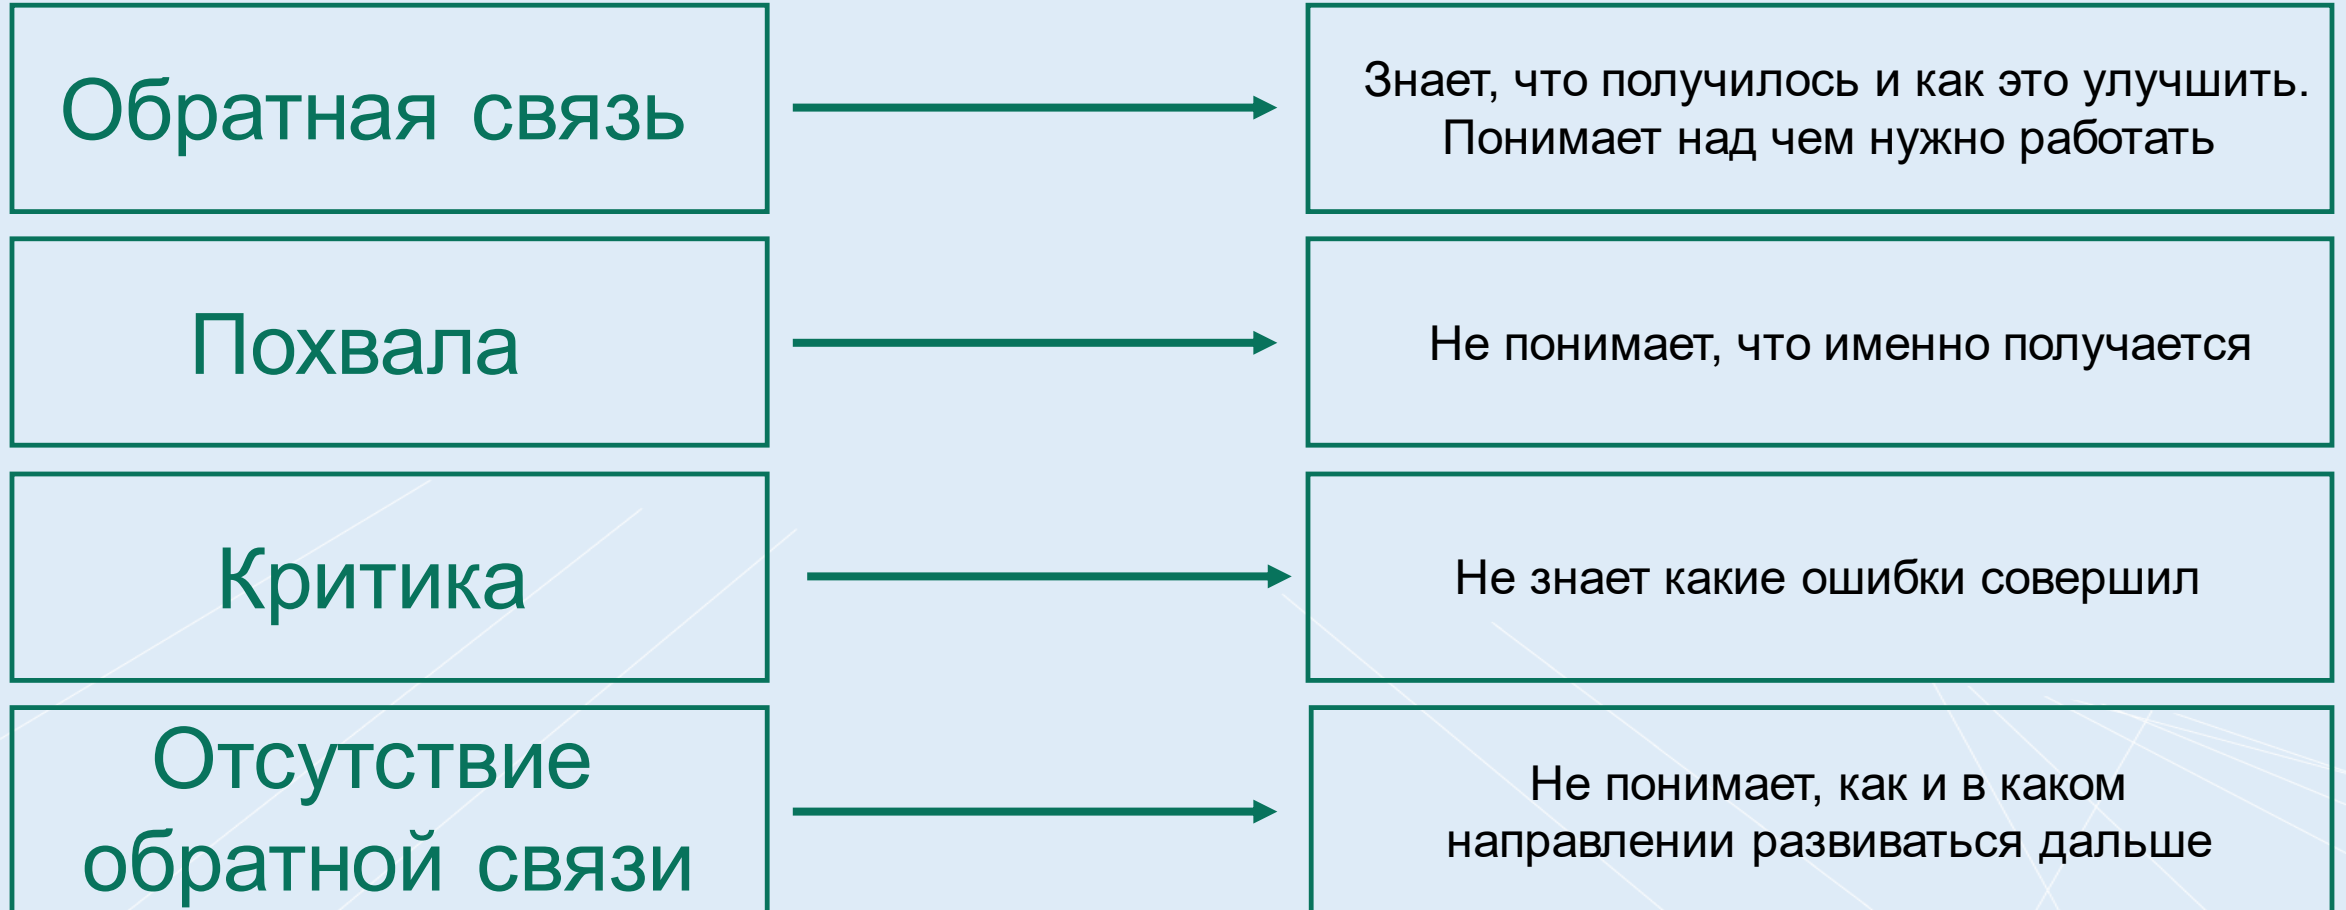 Обратная связь
Знает, что получилось и как это улучшить.
Понимает над чем нужно работать
Похвала
Не понимает, что именно получается
Критика
Не знает какие ошибки совершил
Отсутствие
обратной связи
Не понимает, как и в каком
направлении развиваться дальше